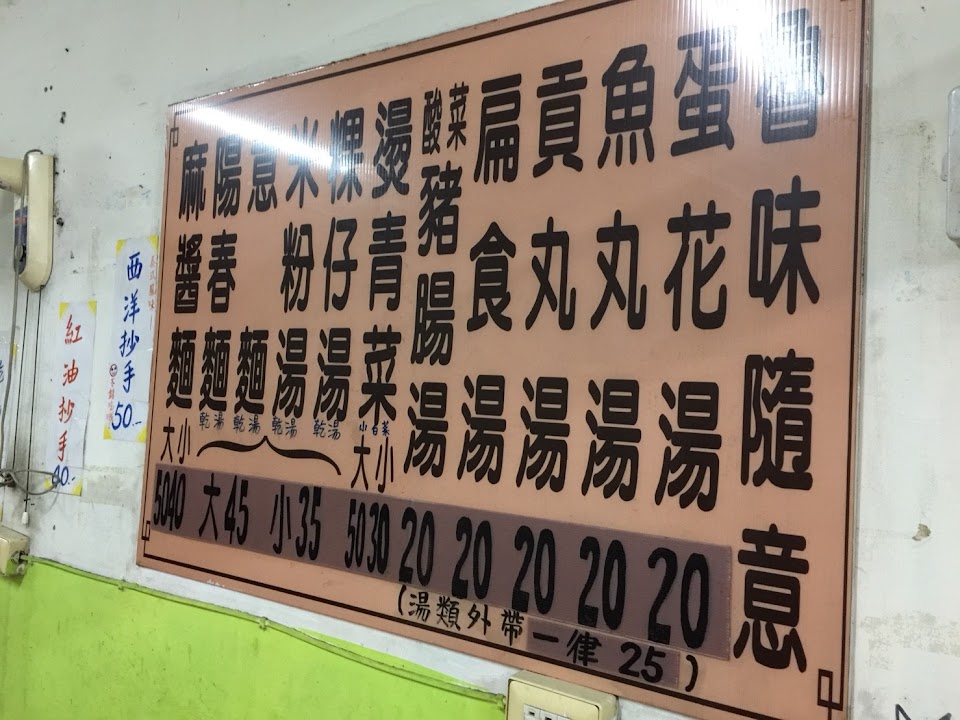 麻醬麵
大小
5040
陽春麵
乾湯
意麵
乾湯
米粉湯
乾湯
粿仔湯
乾湯
大45 小35
燙青菜
小白菜
大小
5030
酸菜豬腸湯
20
扁食湯
20
貢丸湯
20
魚丸湯
20
蛋花湯
20
魯味隨意
(湯類外帶一律 25)
西洋抄手
50.-
紅油抄手